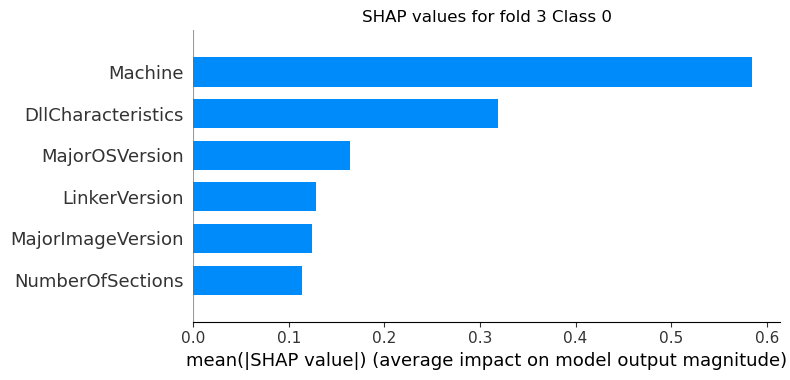 SHAP values for fold 3 Class 0
Machine
DllCharacteristics
MajorOSVersion
LinkerVersion
MajorImageVersion
NumberOfSections
0.0 0.1 0.2 0.3 0.4 0.5 0.6
mean(|SHAP value|) (average impact on model output magnitude)